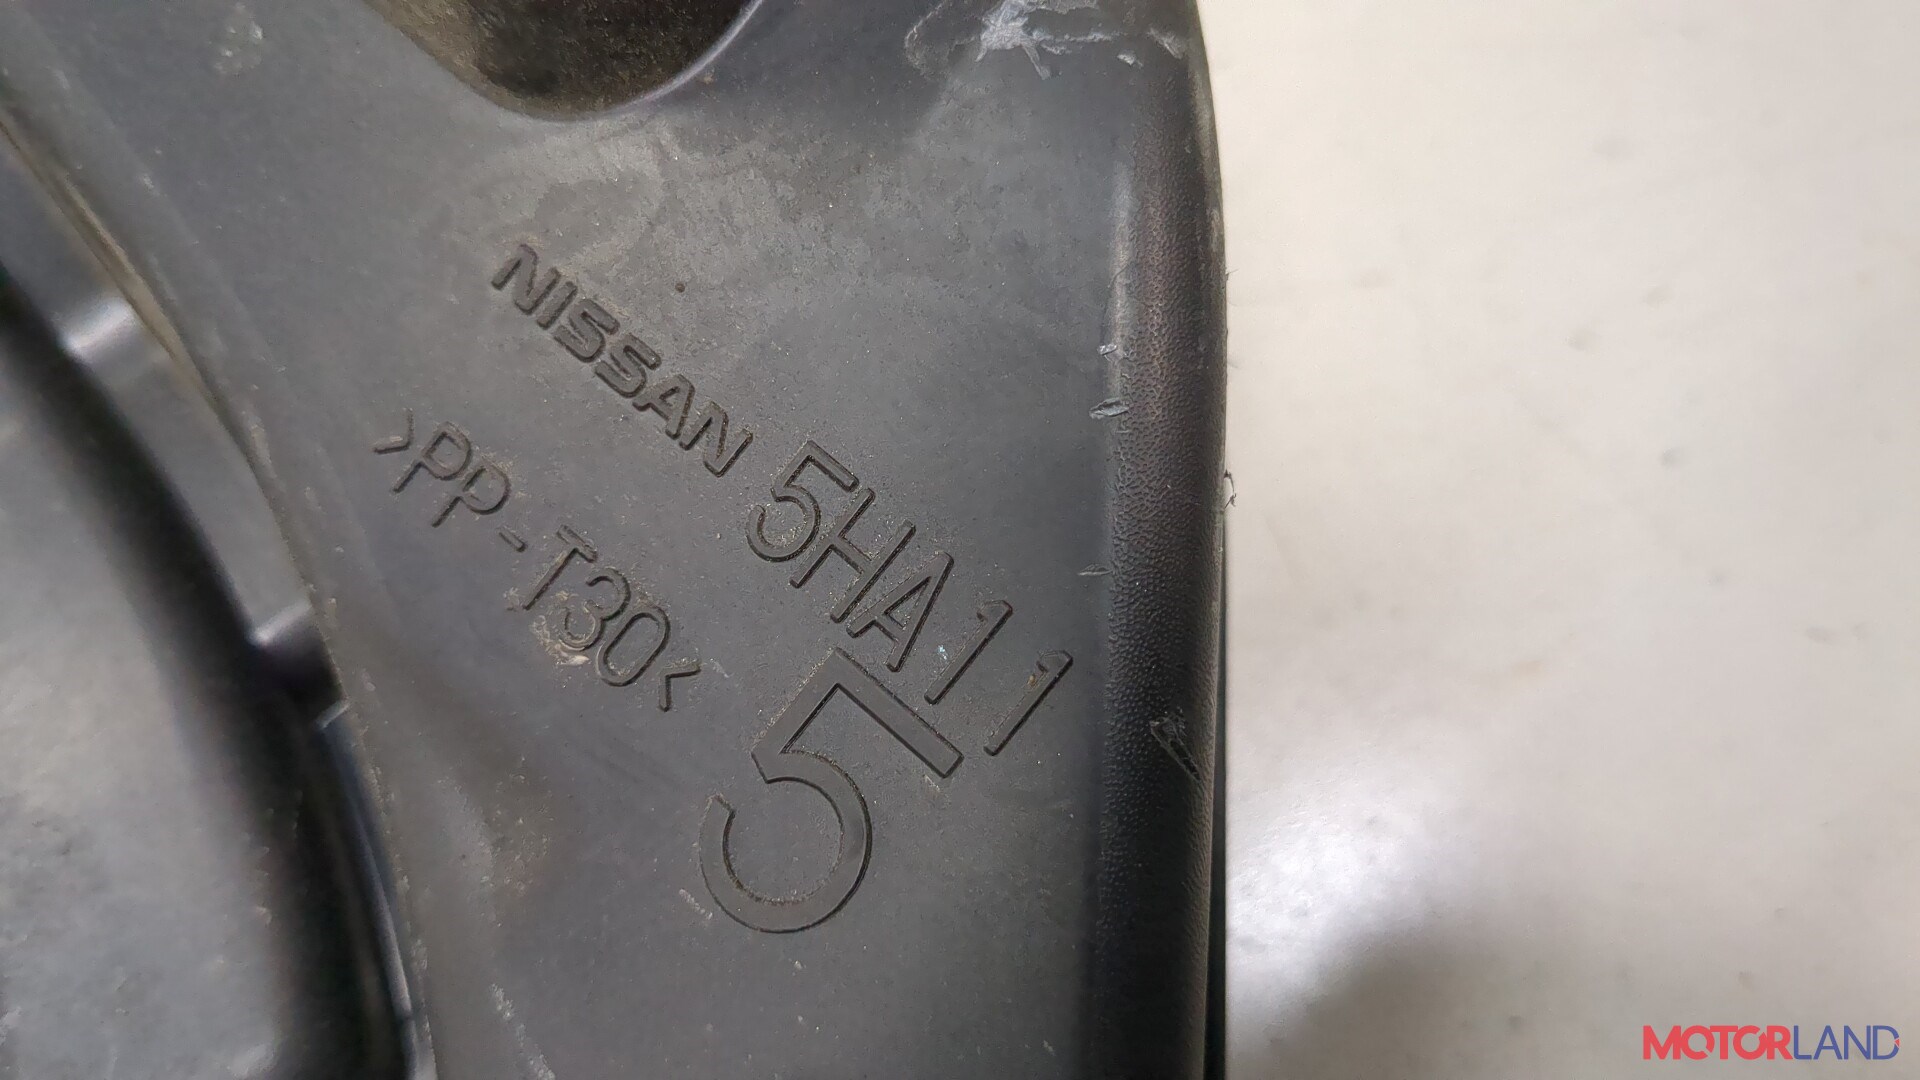 NISSAN 5HA11
>PP-T30<
5
MOTORLAND